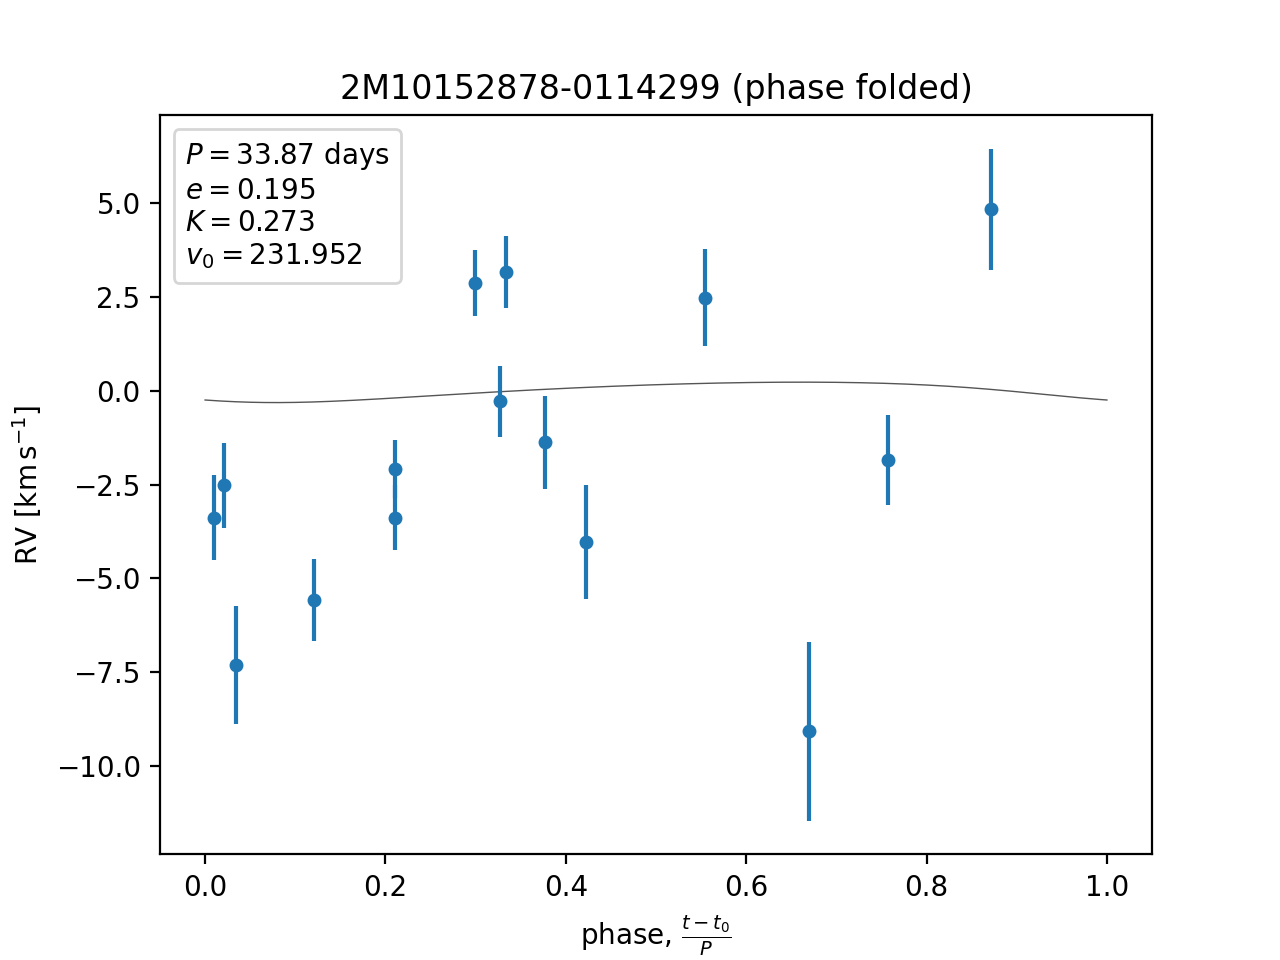 2M10152878-0114299 (phase folded)
P = 33.87 days
e = 0.195
K = 0.273
v₀ = 231.952
5.0
2.5
0.0
−2.5
−5.0
−7.5
−10.0
RV [km s⁻¹]
0.0 0.2 0.4 0.6 0.8 1.0
phase, (t − t₀)/P